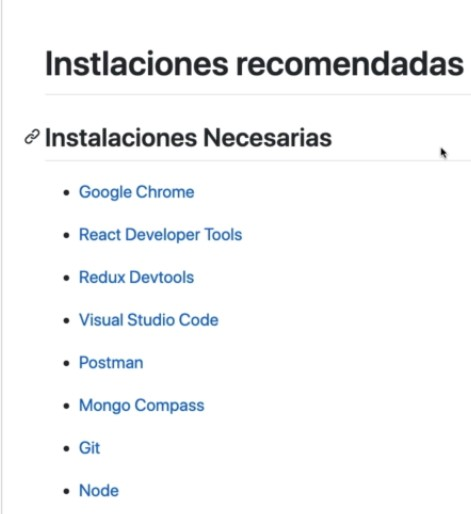 Instlaciones recomendadas
Instalaciones Necesarias
Google Chrome
React Developer Tools
Redux Devtools
Visual Studio Code
Postman
Mongo Compass
Git
Node